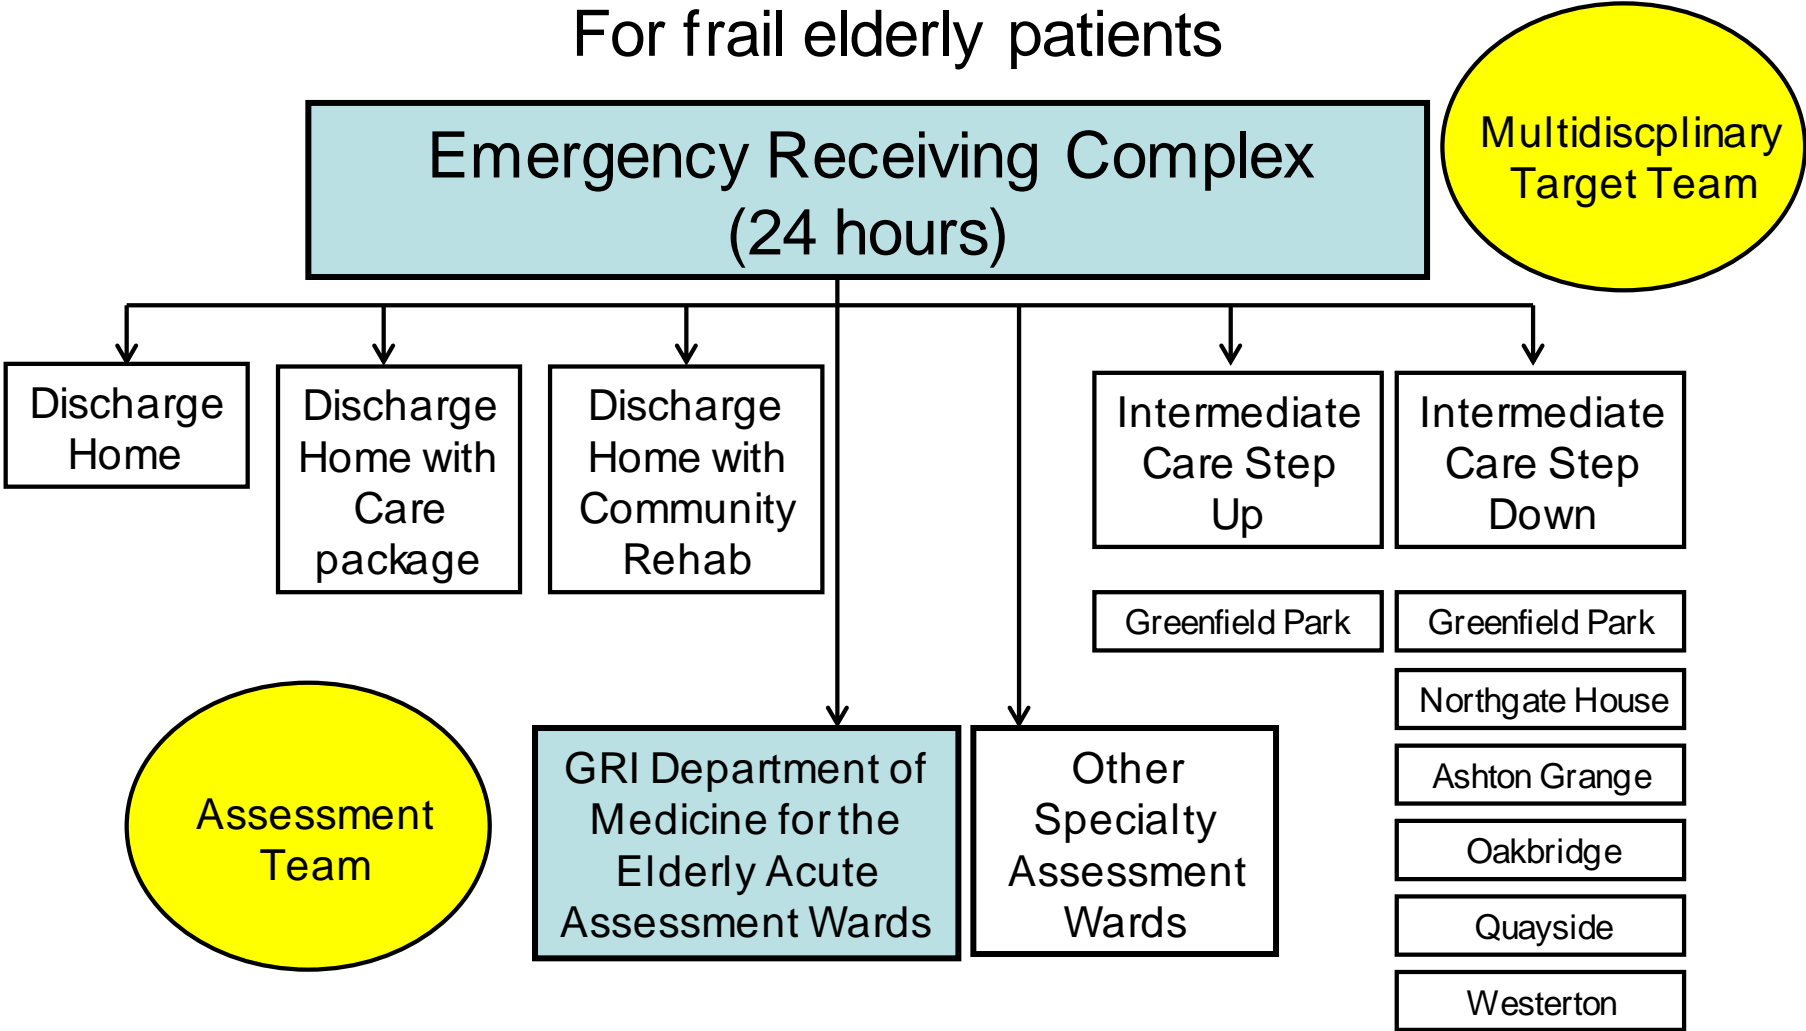 For frail elderly patients
Emergency Receiving Complex
(24 hours)
Multidiscplinary
Target Team
Discharge
Home
Discharge
Home with
Care
package
Discharge
Home with
Community
Rehab
Intermediate
Care Step
Up
Intermediate
Care Step
Down
Greenfield Park
Greenfield Park
Northgate House
Ashton Grange
Oakbridge
Quayside
Westerton
Assessment
Team
GRI Department of
Medicine for the
Elderly Acute
Assessment Wards
Other
Specialty
Assessment
Wards